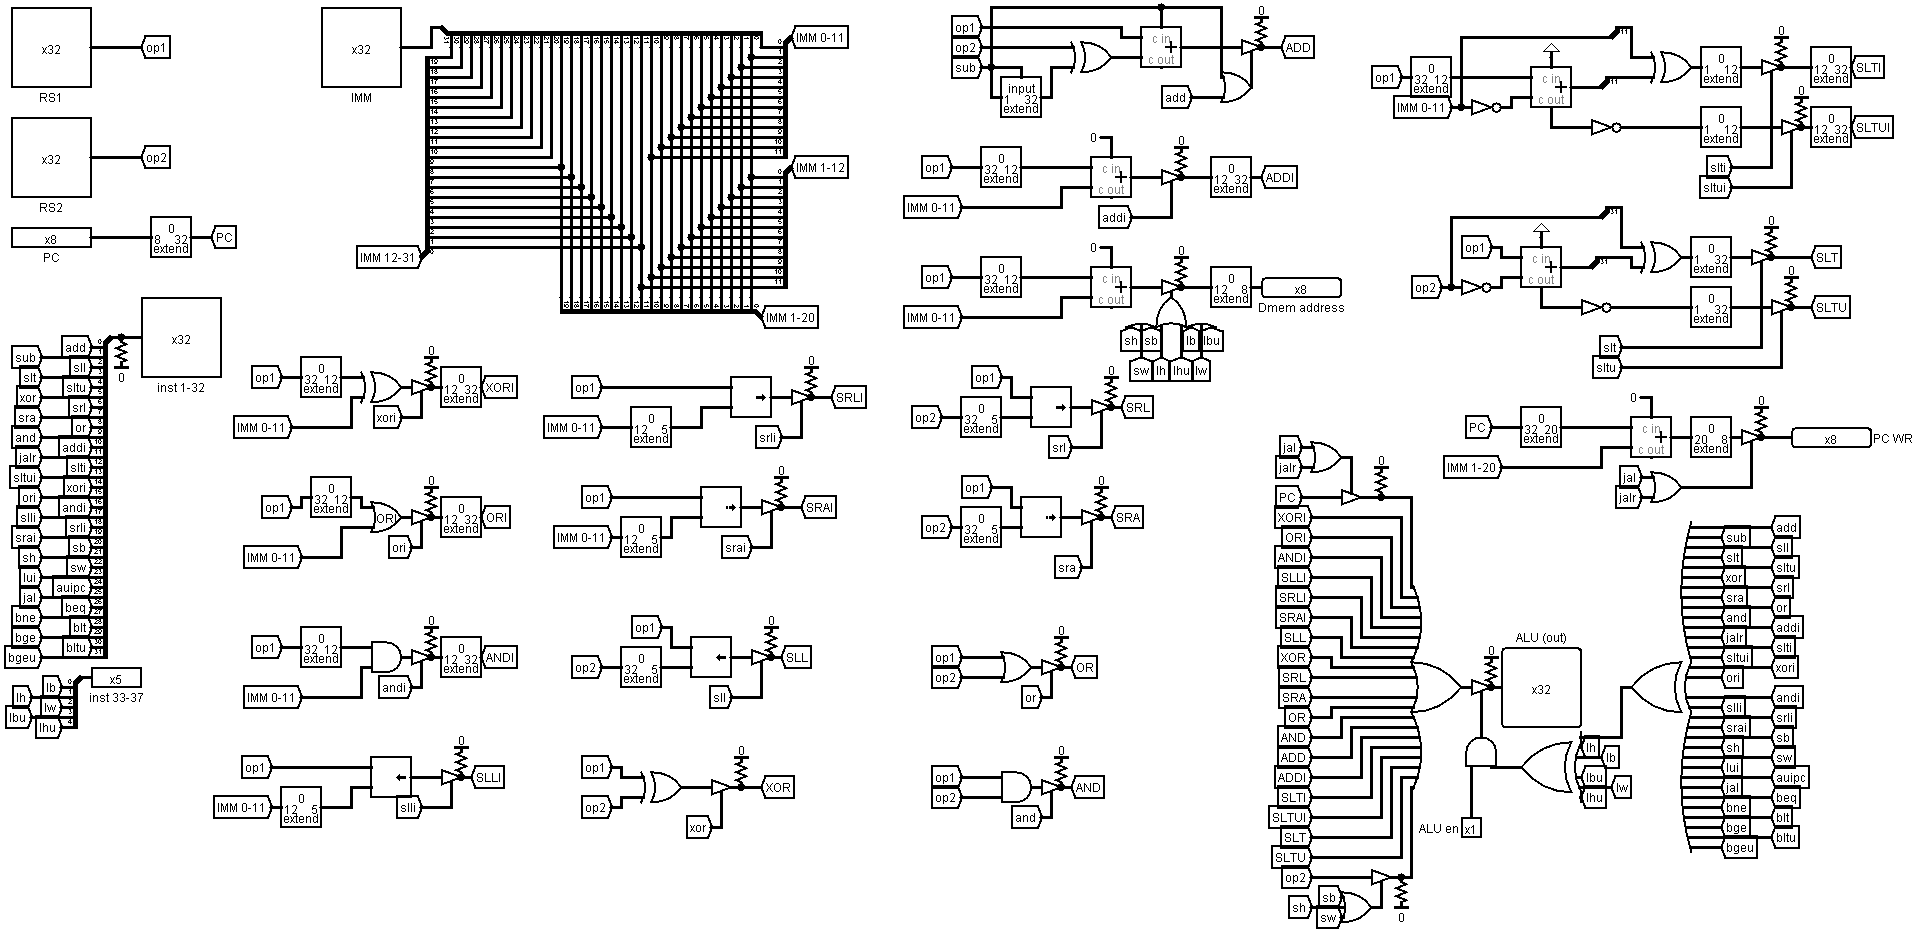 x32
RS1
op1
x32
RS2
op2
x8
PC
0
8 32
extend
PC
x32
IMM
IMM 0-11
IMM 1-12
IMM 12-31
IMM 1-20
x32
inst 1-32
0
sub
slt
xor
sra
and
jalr
sltui
ori
slli
srai
sh
lui
jal
bne
bge
bgeu
add
sll
sltu
srl
or
addi
slti
xori
andi
srli
sb
sw
auipc
beq
blt
bltu
x5
inst 33-37
lb
lh
lw
lbu
lhu
op1
0
32 12
extend
IMM 0-11
xori
0
0
12 32
extend
XORI
op1
0
32 12
extend
IMM 0-11
ORI
ori
0
0
12 32
extend
ORI
op1
0
32 12
extend
IMM 0-11
andi
0
0
12 32
extend
ANDI
op1
IMM 0-11
0
12 5
extend
slli
0
SLLI
op1
IMM 0-11
0
12 5
extend
srli
0
SRLI
op1
IMM 0-11
0
12 5
extend
srai
0
SRAI
op1
op2
0
32 5
extend
sll
0
SLL
op1
op2
xor
0
XOR
op1
op2
sub
input
1 32
extend
c in
+
c out
add
0
ADD
op1
0
32 12
extend
IMM 0-11
0
c in
+
c out
addi
0
0
12 32
extend
ADDI
op1
0
32 12
extend
IMM 0-11
0
c in
+
c out
0
0
12 8
extend
x8
Dmem address
sh
sb
lb
lbu
sw
lh
lhu
lw
op1
op2
0
32 5
extend
srl
0
SRL
op1
op2
0
32 5
extend
sra
0
SRA
op1
op2
or
0
OR
op1
op2
and
0
AND
op1
0
32 12
extend
IMM 0-11
c in
+
c out
11
11
0
1 12
extend
0
0
12 32
extend
SLTI
0
1 12
extend
0
0
12 32
extend
SLTUI
slti
sltui
op1
op2
c in
+
c out
31
31
0
1 32
extend
0
SLT
0
1 32
extend
0
SLTU
slt
sltu
PC
0
32 20
extend
IMM 1-20
0
c in
+
c out
0
20 8
extend
0
x8
PC WR
jal
jalr
jal
jalr
0
PC
XORI
ORI
ANDI
SLLI
SRLI
SRAI
SLL
XOR
SRL
SRA
OR
AND
ADD
ADDI
SLTI
SLTUI
SLT
SLTU
op2
sb
sh
sw
0
ALU (out)
0
x32
ALU en
x1
lh
lb
lbu
lw
lhu
add
sub
sll
slt
sltu
xor
srl
sra
or
and
addi
jalr
slti
sltui
xori
ori
andi
slli
srli
srai
sb
sh
sw
lui
auipc
jal
beq
bne
blt
bge
bltu
bgeu